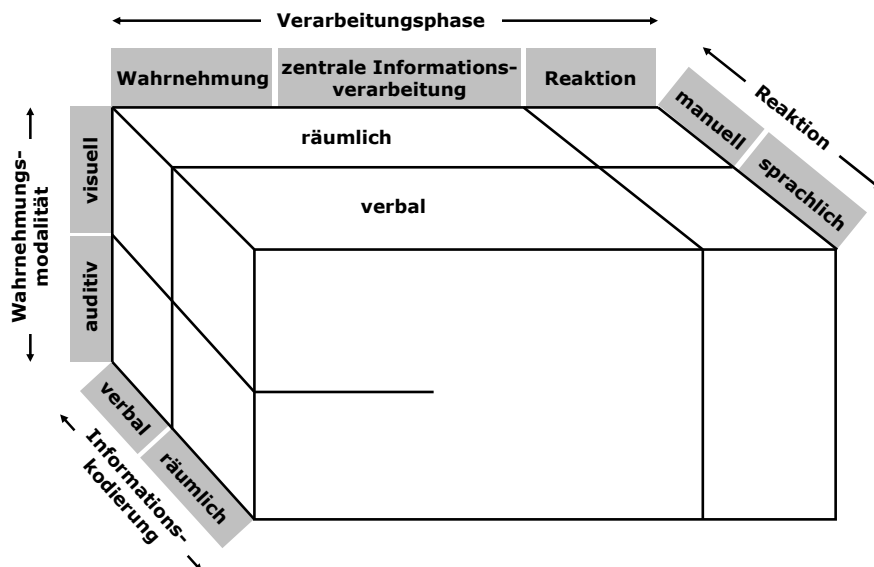 Verarbeitungsphase
Wahrnehmung
zentrale Informations-
verarbeitung
Reaktion
manuell
sprachlich
Reaktion
räumlich
verbal
Wahrnehmungs-
modalität
visuell
auditiv
verbal
räumlich
Informations-
kodierung